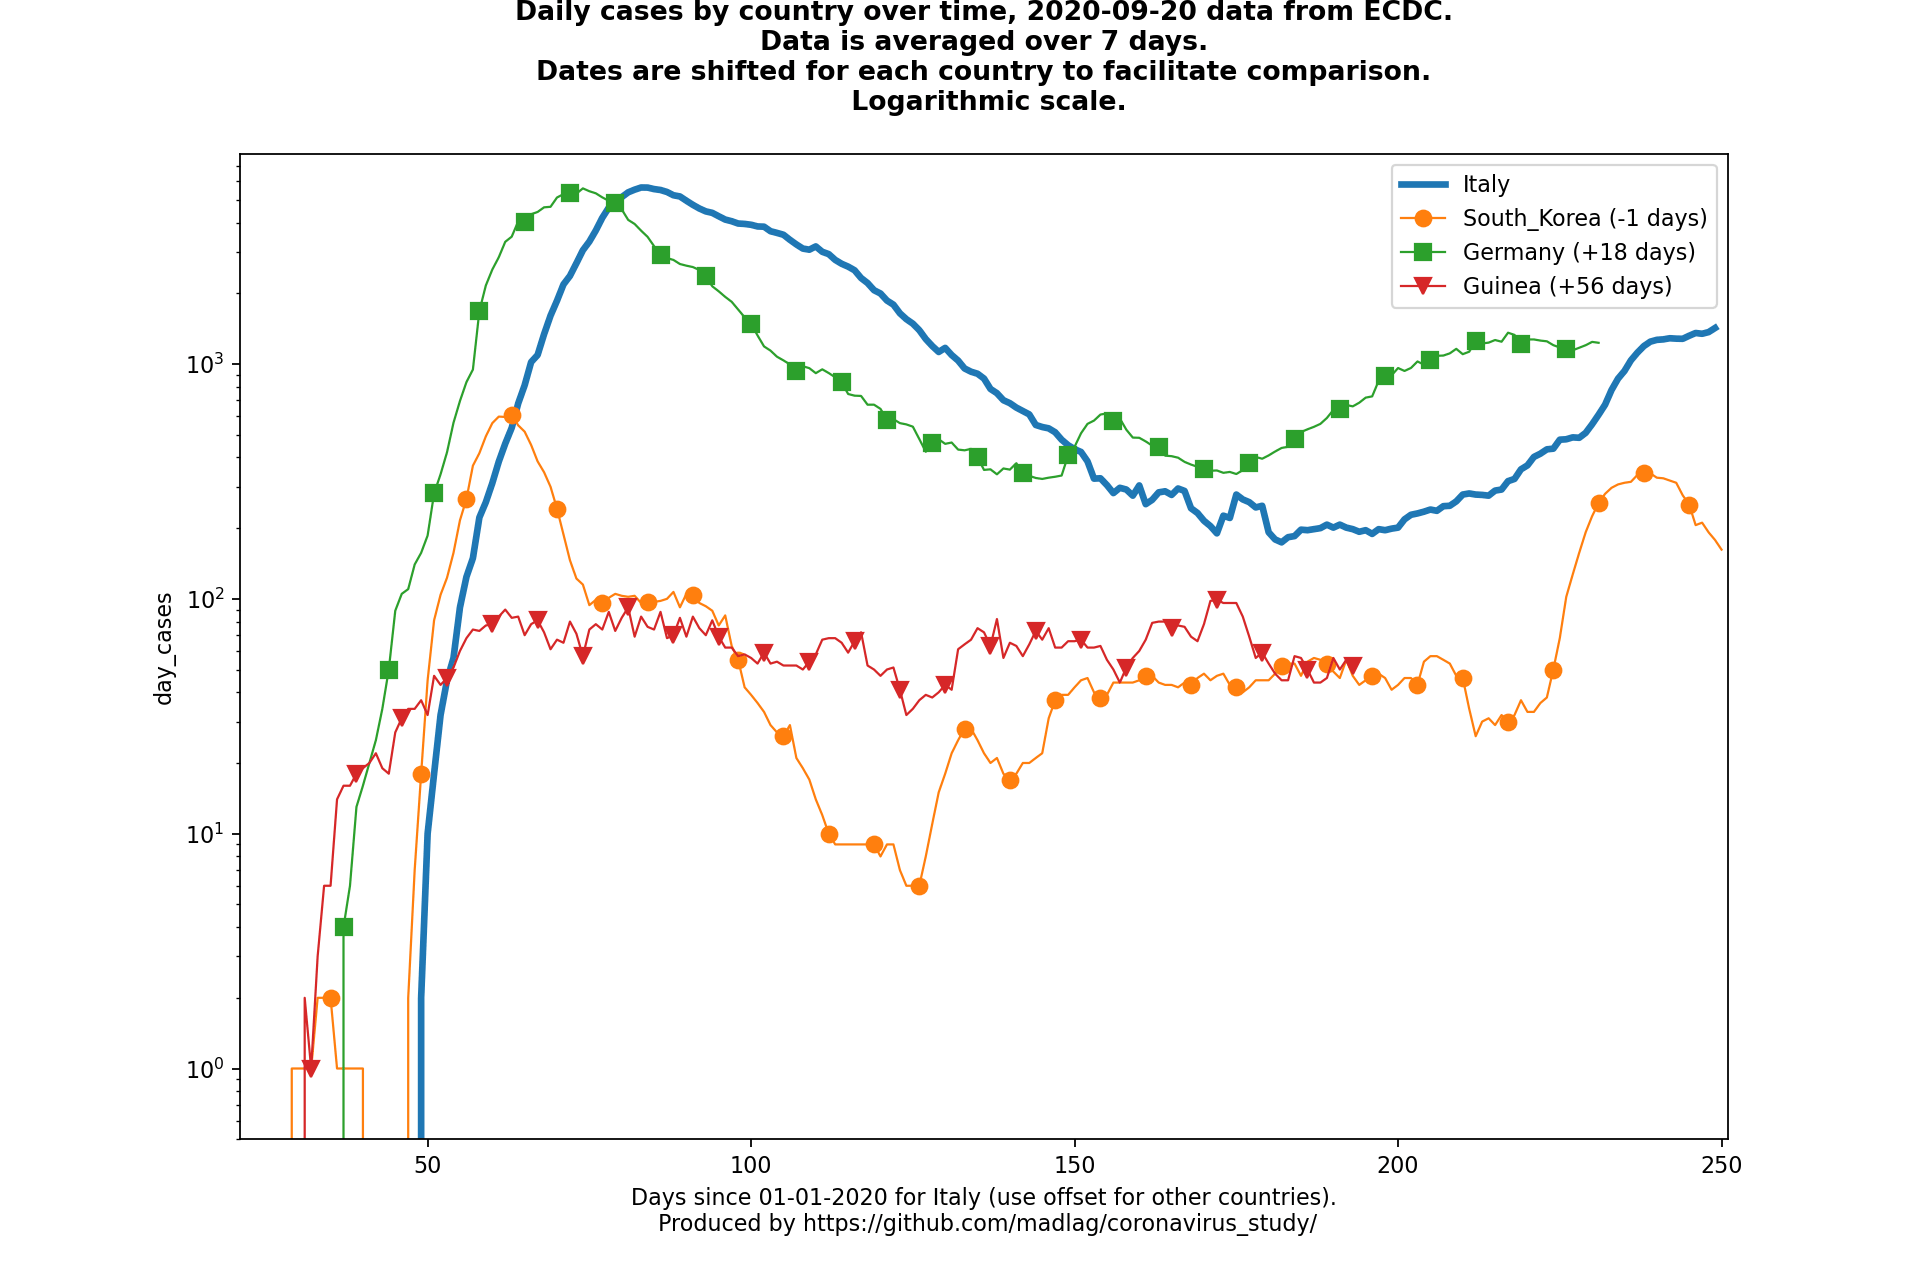 Daily cases by country over time, 2020-09-20 data from ECDC.
Data is averaged over 7 days.
Dates are shifted for each country to facilitate comparison.
Logarithmic scale.
Italy
South_Korea (-1 days)
Germany (+18 days)
Guinea (+56 days)
day_cases
10³
10²
10¹
10⁰
50
100
150
200
250
Days since 01-01-2020 for Italy (use offset for other countries).
Produced by https://github.com/madlag/coronavirus_study/